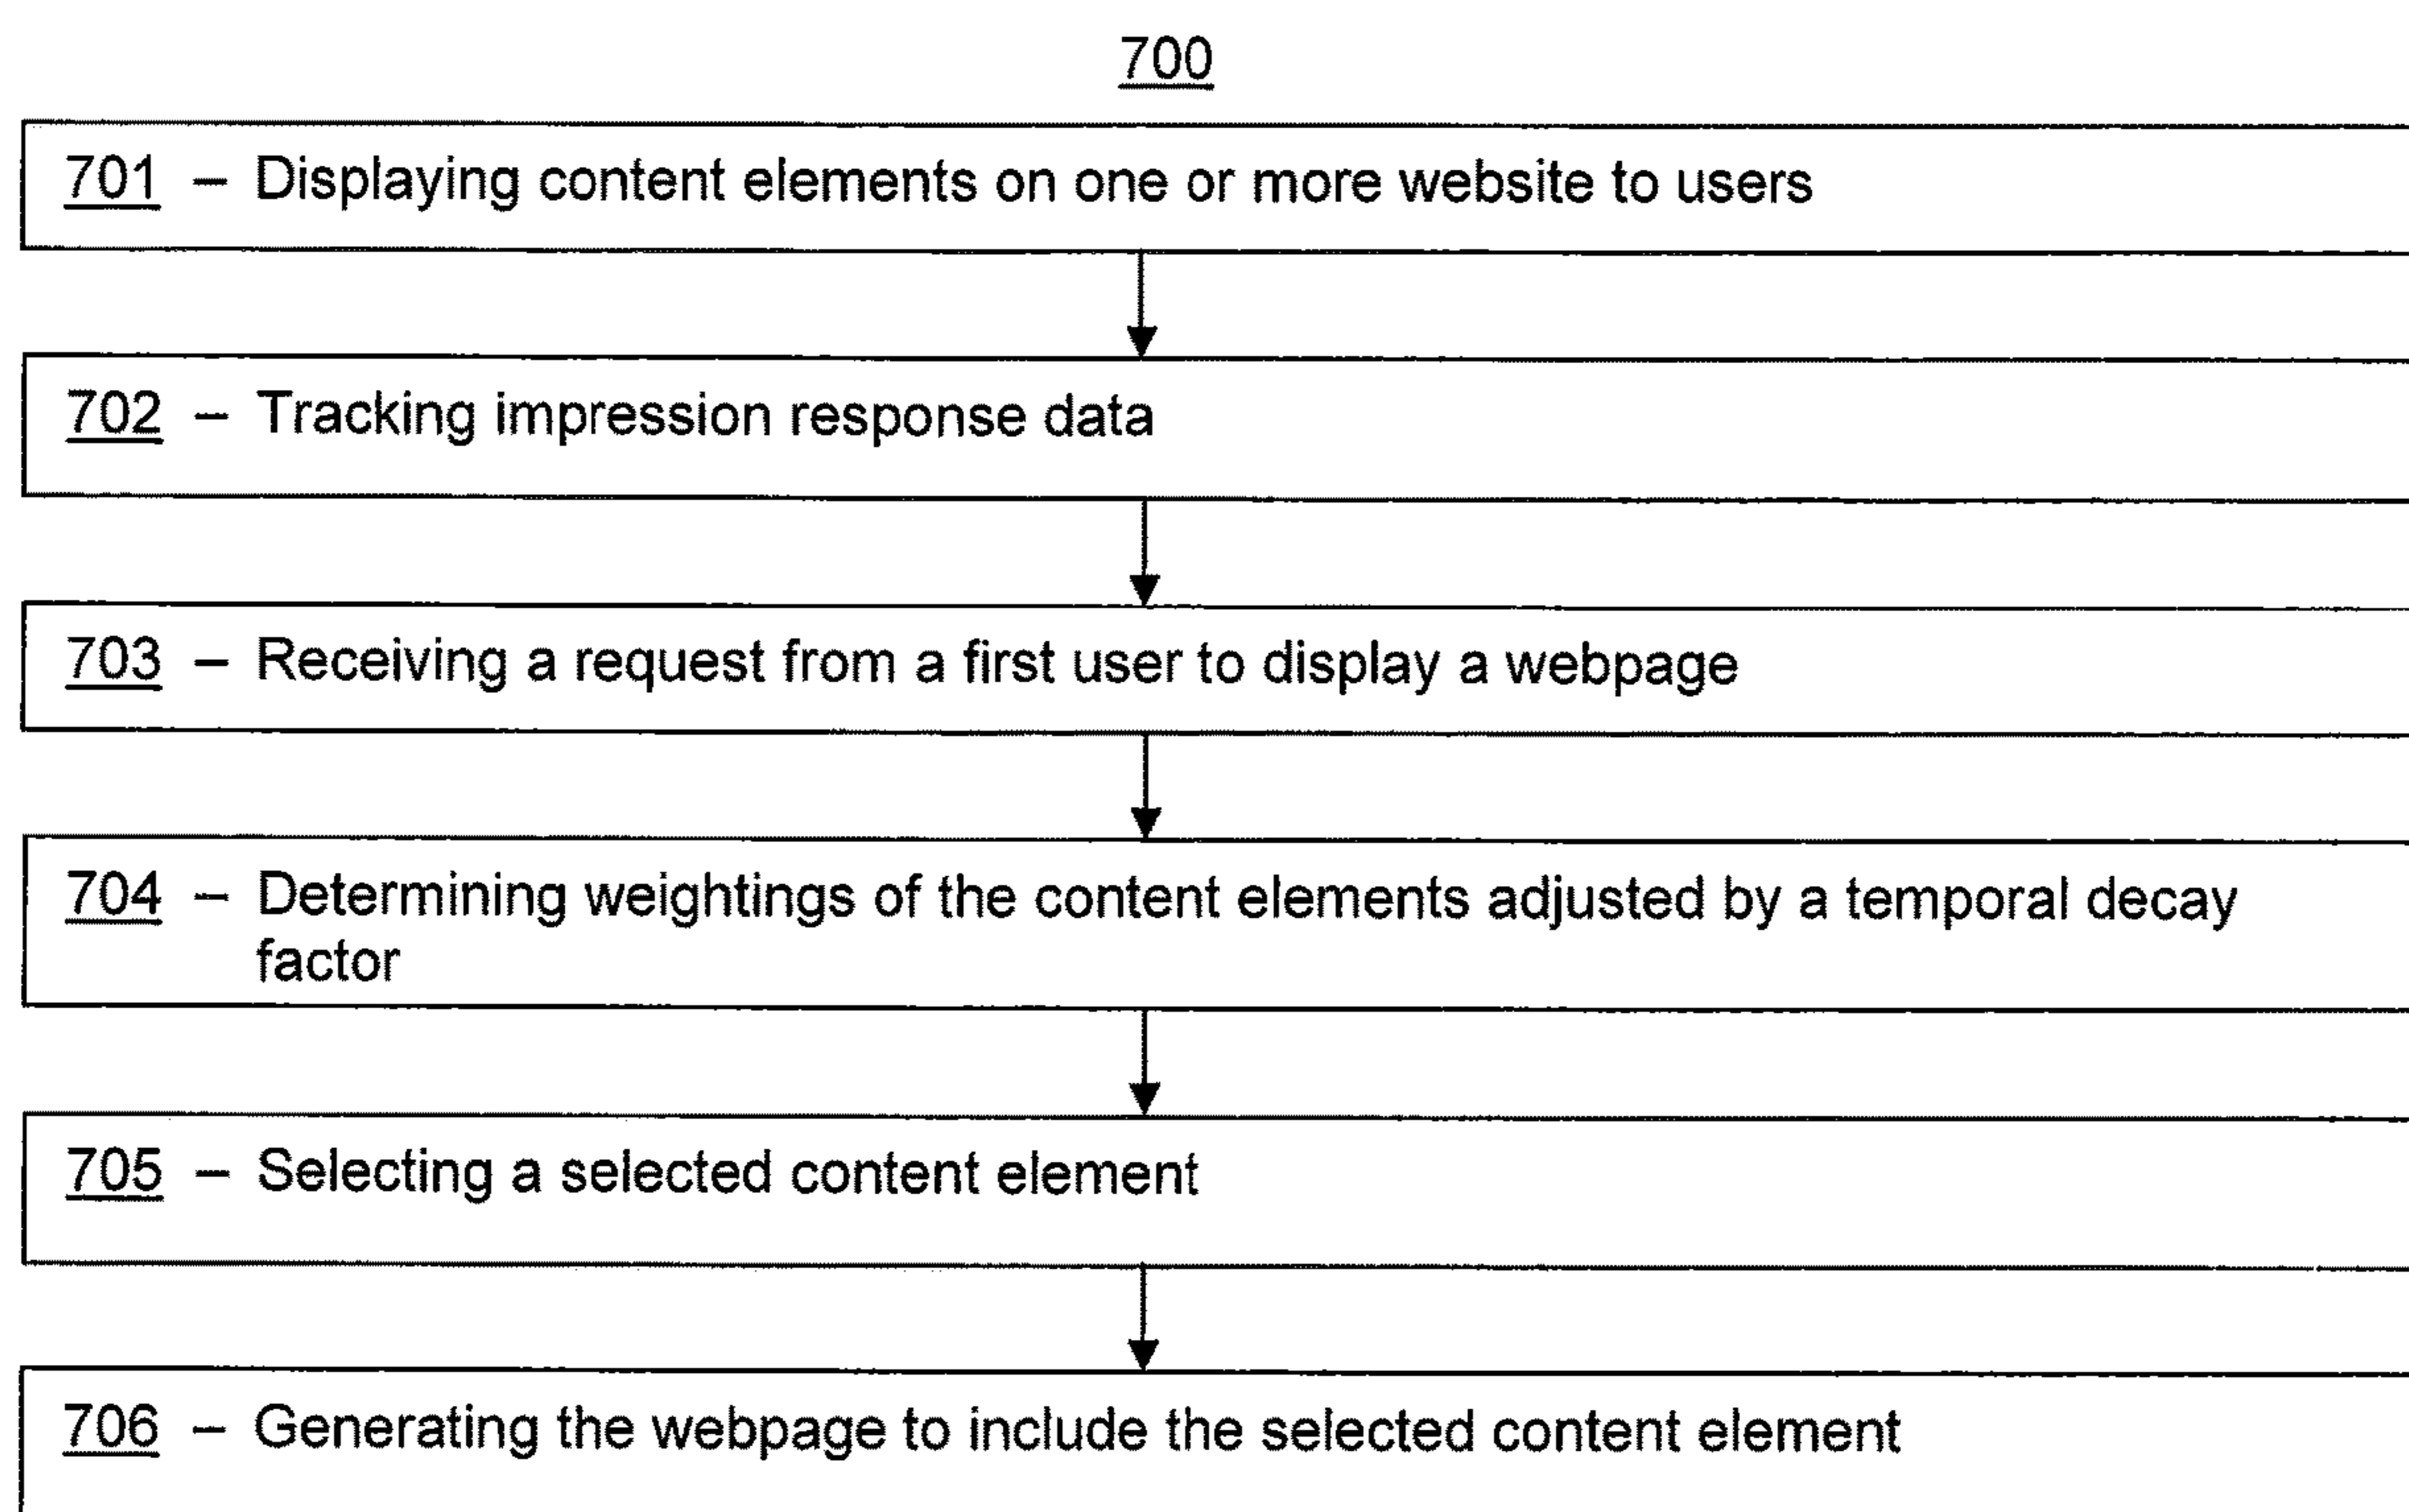 700
701 – Displaying content elements on one or more website to users
702 – Tracking impression response data
703 – Receiving a request from a first user to display a webpage
704 – Determining weightings of the content elements adjusted by a temporal decay
factor
705 – Selecting a selected content element
706 – Generating the webpage to include the selected content element